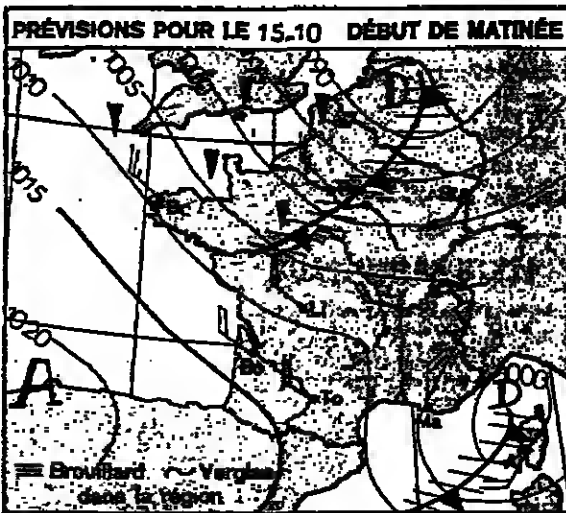 PRÉVISIONS POUR LE 15-10 DÉBUT DE MATINÉE
1010
1005
D
1015
Li
1020
A
Bo
To
Ma
D
Brouillard Verglas
dans la région